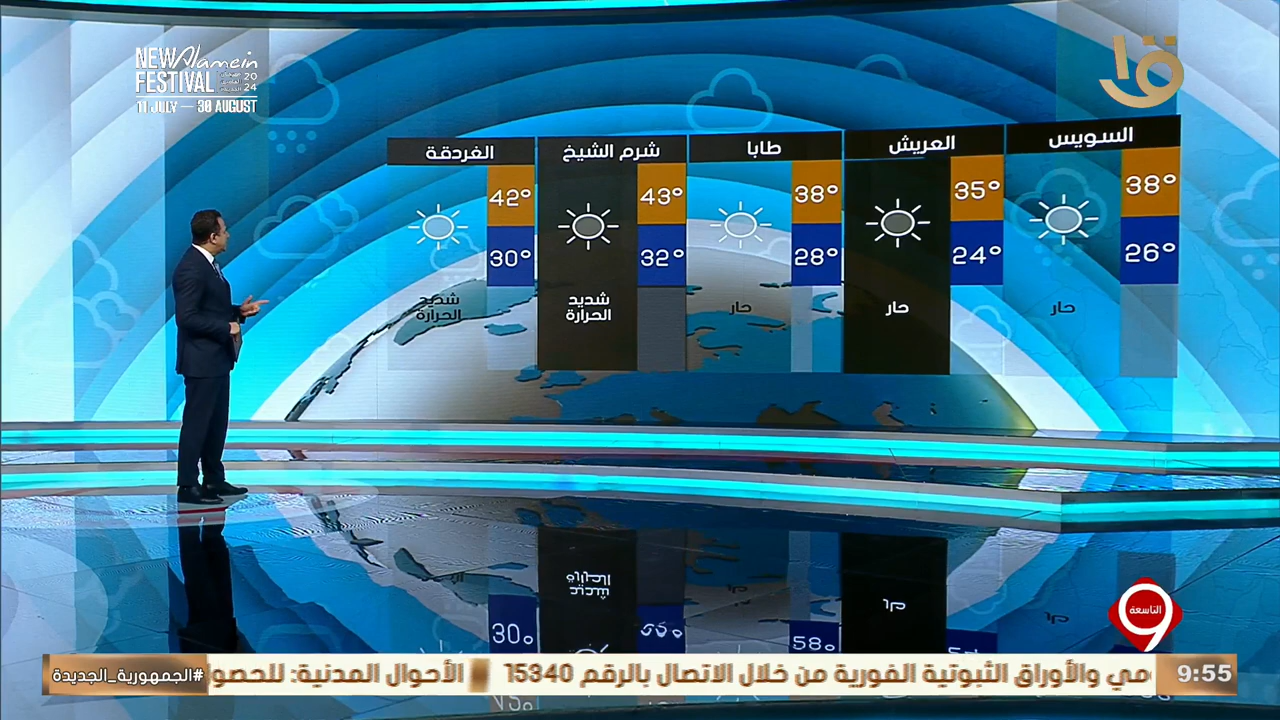 NEW Alamein
FESTIVAL 2024
11 JULY — 30 AUGUST
السويس
38°
26°
حار
العريش
35°
24°
حار
طابا
38°
28°
حار
شرم الشيخ
43°
32°
شديد
الحرارة
الغردقة
42°
30°
شديد
الحرارة
التاسعة
9
9:55
مي والأوراق الثبوتية الفورية من خلال الاتصال بالرقم 15340 الأحوال المدنية: للحصول
#الجمهورية_الجديدة